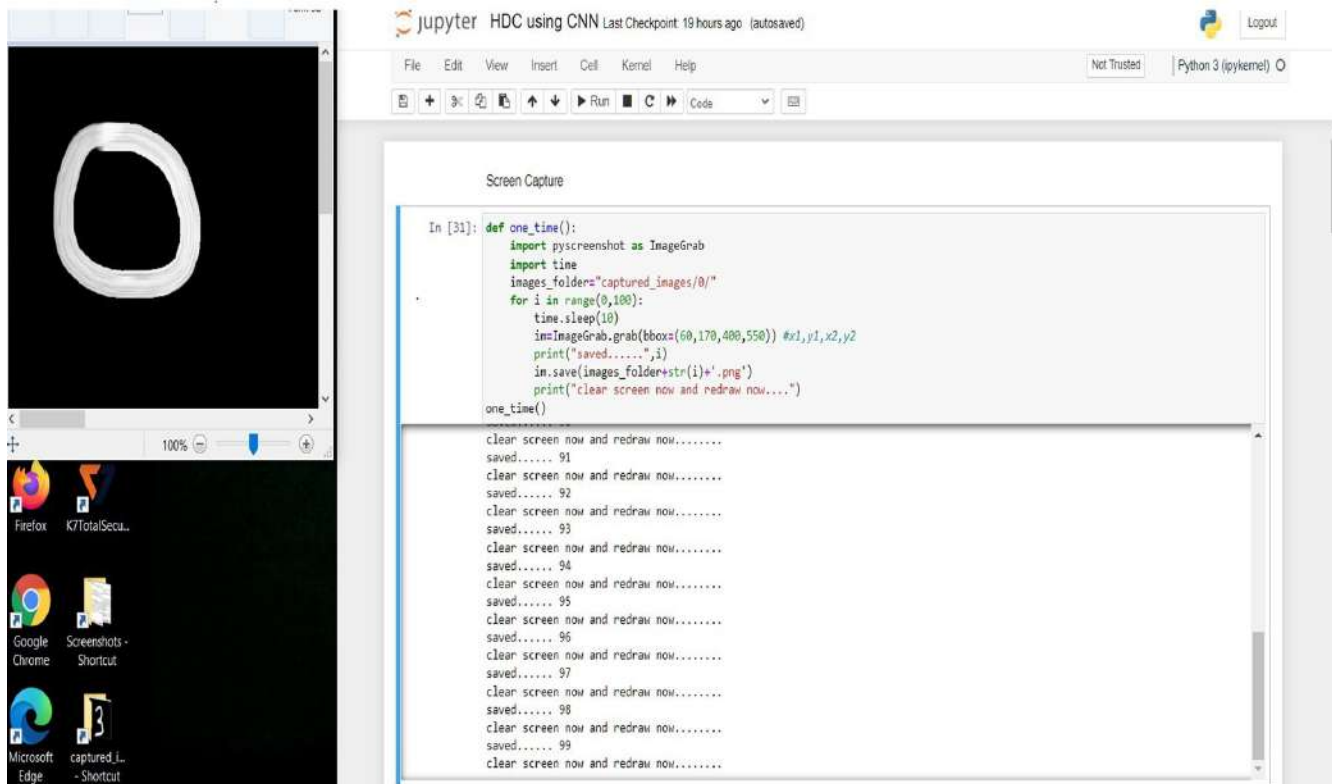 100%
Firefox
K7TotalSecu...
Google Chrome
Screenshots - Shortcut
Microsoft Edge
3
captured_i... - Shortcut
jupyter HDC using CNN Last Checkpoint: 19 hours ago (autosaved)
Logout
File Edit View Insert Cell Kernel Help
Not Trusted
Python 3 (ipykernel)
Run
Code
Screen Capture
In [31]: def one_time():
import pyscreenshot as ImageGrab
import time
images_folder="captured_images/0/"
for i in range(0,100):
time.sleep(10)
im=ImageGrab.grab(bbox=(60,170,400,550)) #x1,y1,x2,y2
print("saved......",i)
im.save(images_folder+str(i)+'.png')
print("clear screen now and redraw now....")
one_time()
clear screen now and redraw now........
saved...... 91
clear screen now and redraw now........
saved...... 92
clear screen now and redraw now........
saved...... 93
clear screen now and redraw now........
saved...... 94
clear screen now and redraw now........
saved...... 95
clear screen now and redraw now........
saved...... 96
clear screen now and redraw now........
saved...... 97
clear screen now and redraw now........
saved...... 98
clear screen now and redraw now........
saved...... 99
clear screen now and redraw now........